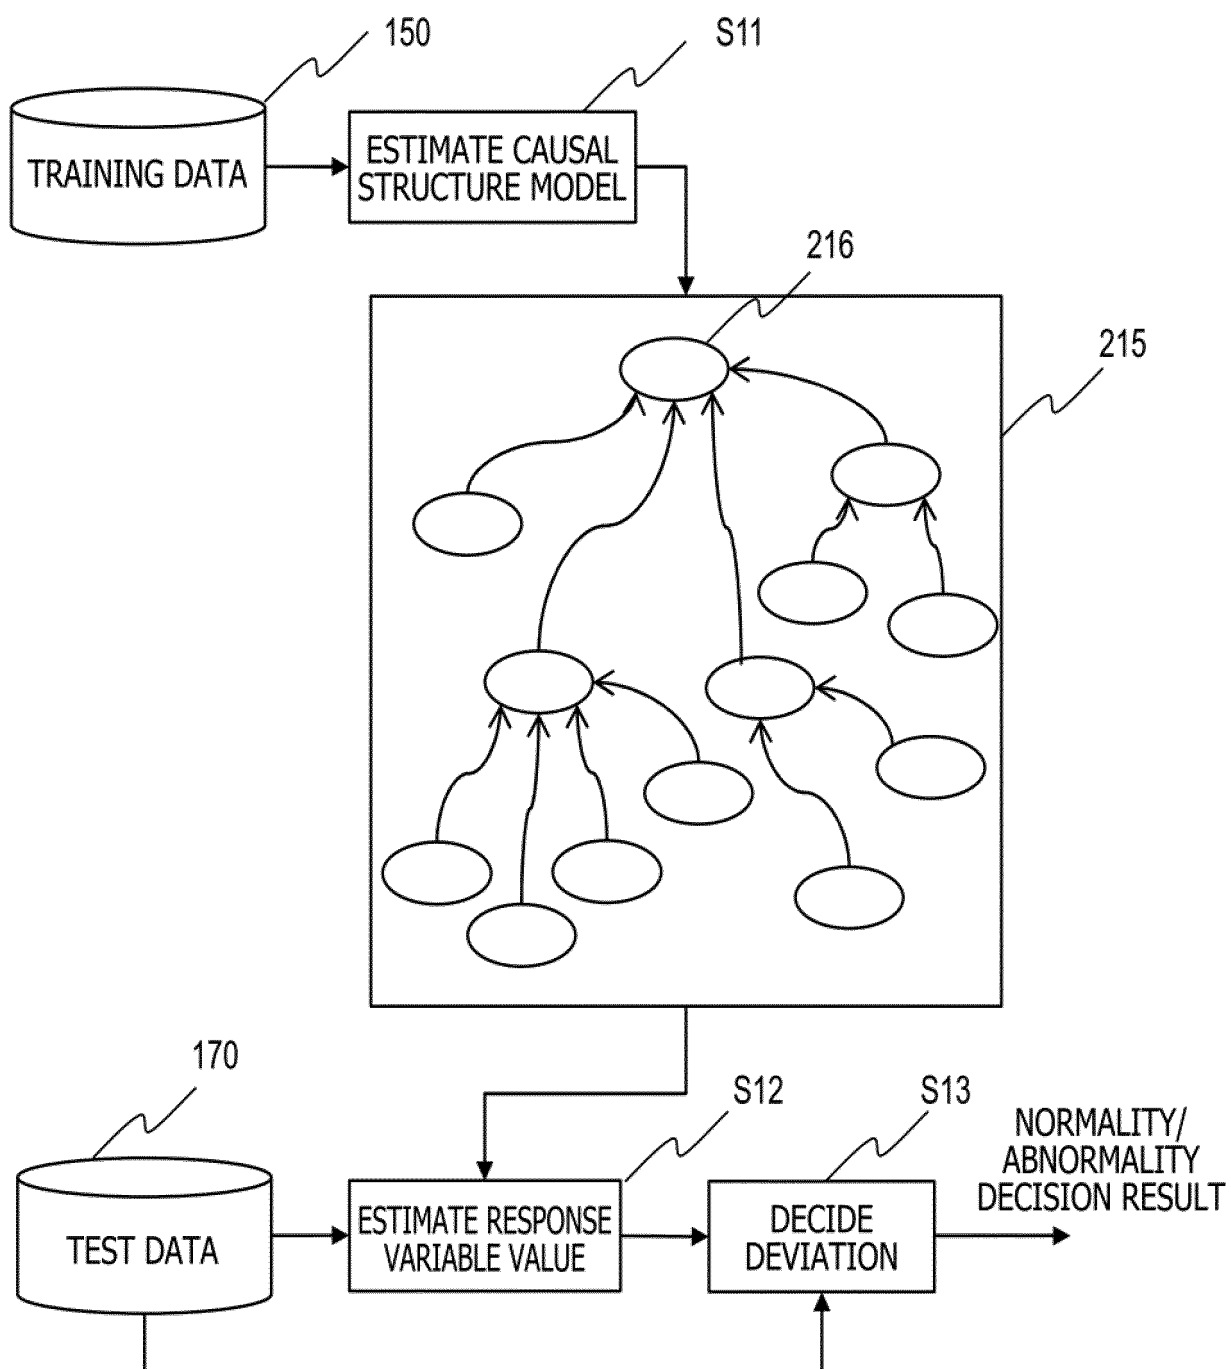 150
S11
TRAINING DATA
ESTIMATE CAUSAL
STRUCTURE MODEL
216
215
170
S12
S13
NORMALITY/
ABNORMALITY
DECISION RESULT
TEST DATA
ESTIMATE RESPONSE
VARIABLE VALUE
DECIDE
DEVIATION